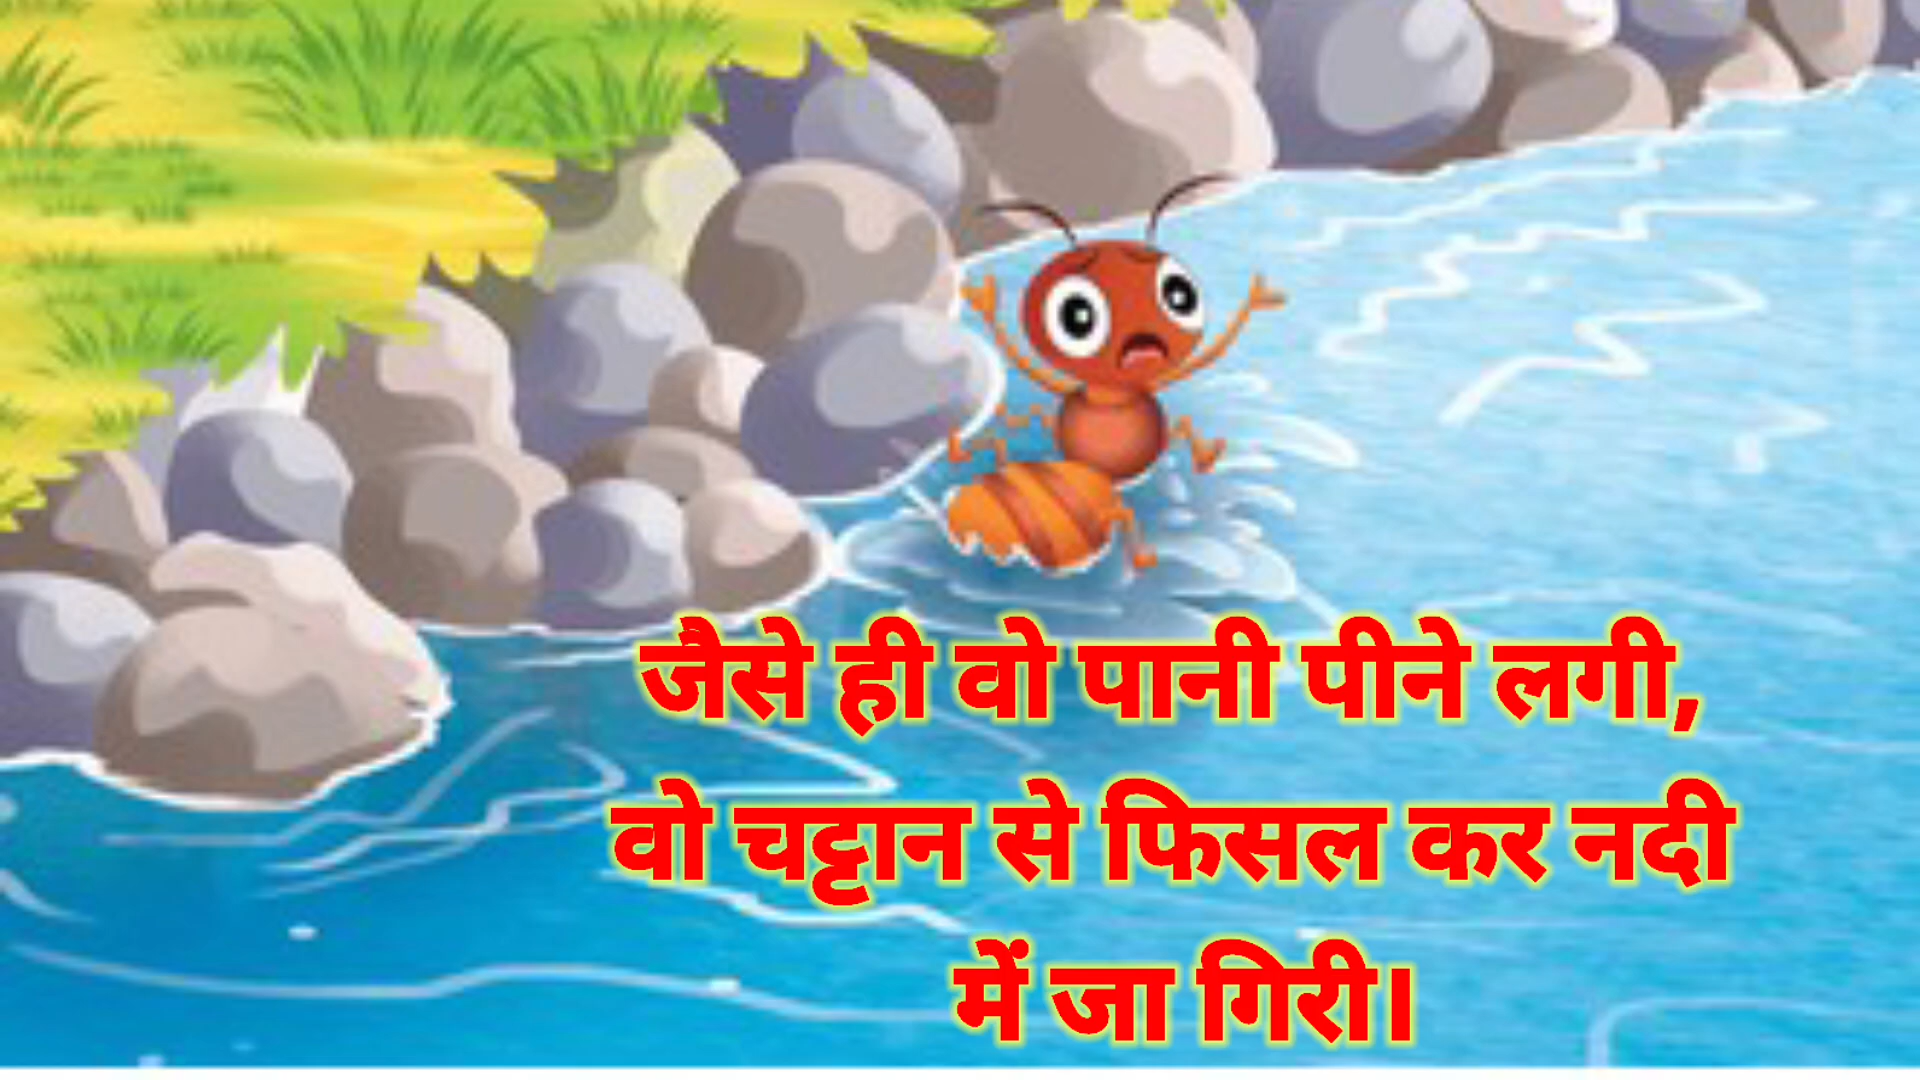 जैसे ही वो पानी पीने लगी,
वो चट्टान से फिसल कर नदी
में जा गिरी।